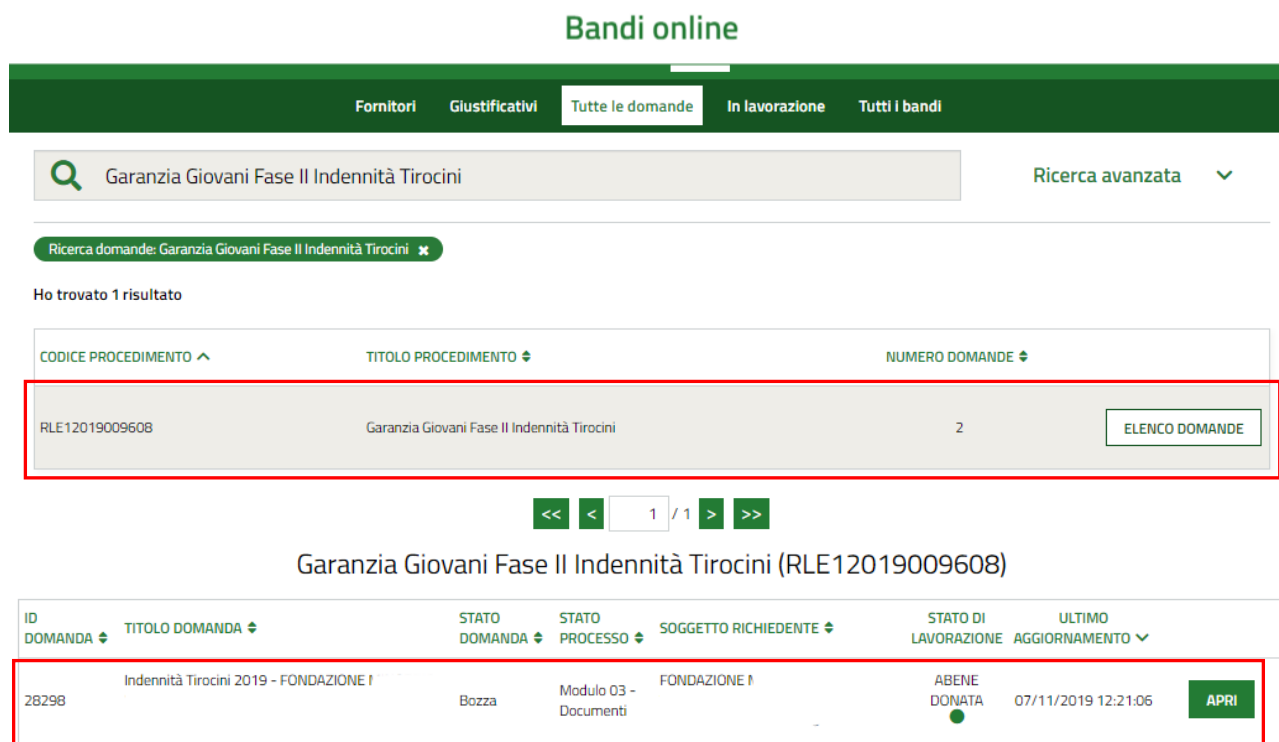 Bandi online
Fornitori Giustificativi Tutte le domande In lavorazione Tutti i bandi
Garanzia Giovani Fase II Indennità Tirocini Ricerca avanzata
Ricerca domande: Garanzia Giovani Fase II Indennità Tirocini ×
Ho trovato 1 risultato
CODICE PROCEDIMENTO TITOLO PROCEDIMENTO NUMERO DOMANDE
RLE12019009608 Garanzia Giovani Fase II Indennità Tirocini 2 ELENCO DOMANDE
<< < 1 / 1 > >>
Garanzia Giovani Fase II Indennità Tirocini (RLE12019009608)
ID DOMANDA TITOLO DOMANDA STATO DOMANDA STATO PROCESSO SOGGETTO RICHIEDENTE STATO DI LAVORAZIONE ULTIMO AGGIORNAMENTO
28298 Indennità Tirocini 2019 - FONDAZIONE Bozza Modulo 03 - Documenti FONDAZIONE ABENE DONATA 07/11/2019 12:21:06 APRI